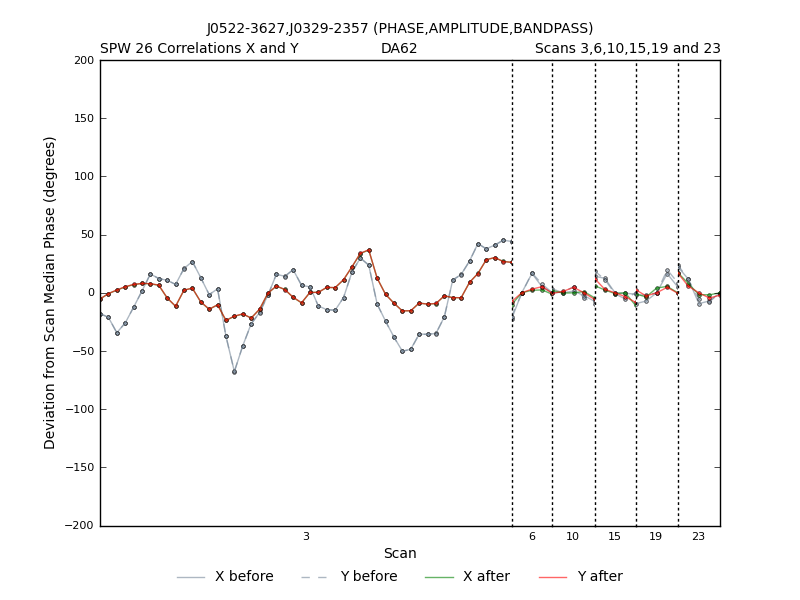 J0522-3627,J0329-2357 (PHASE,AMPLITUDE,BANDPASS)
SPW 26 Correlations X and Y DA62 Scans 3,6,10,15,19 and 23
200
150
100
50
0
−50
−100
−150
−200
Deviation from Scan Median Phase (degrees)
3 6 10 15 19 23
Scan
X before Y before X after Y after